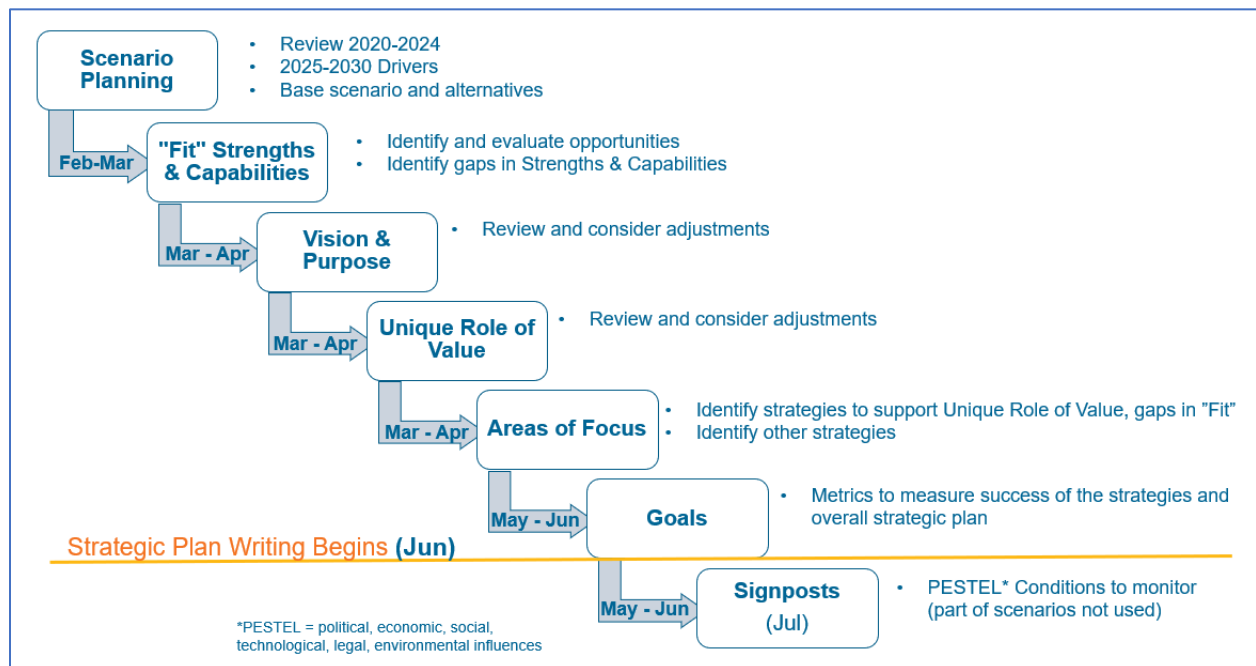 Scenario
Planning
• Review 2020-2024
• 2025-2030 Drivers
• Base scenario and alternatives
Feb-Mar
"Fit" Strengths
& Capabilities
• Identify and evaluate opportunities
• Identify gaps in Strengths & Capabilities
Mar - Apr
Vision &
Purpose
• Review and consider adjustments
Mar - Apr
Unique Role of
Value
• Review and consider adjustments
Mar - Apr
Areas of Focus
• Identify strategies to support Unique Role of Value, gaps in "Fit"
• Identify other strategies
May - Jun
Goals
• Metrics to measure success of the strategies and
overall strategic plan
Strategic Plan Writing Begins (Jun)
May - Jun
Signposts
(Jul)
• PESTEL* Conditions to monitor
(part of scenarios not used)
*PESTEL = political, economic, social,
technological, legal, environmental influences